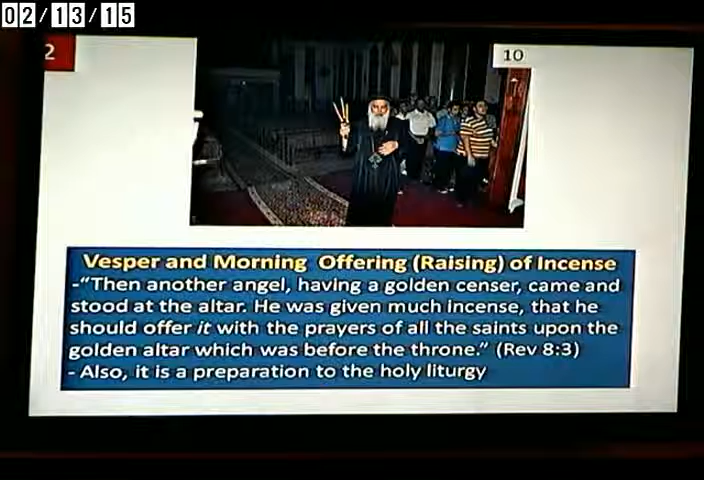 02/13/15
2
10
Vesper and Morning Offering (Raising) of Incense
-"Then another angel, having a golden censer, came and
stood at the altar. He was given much incense, that he
should offer it with the prayers of all the saints upon the
golden altar which was before the throne." (Rev 8:3)
- Also, it is a preparation to the holy liturgy